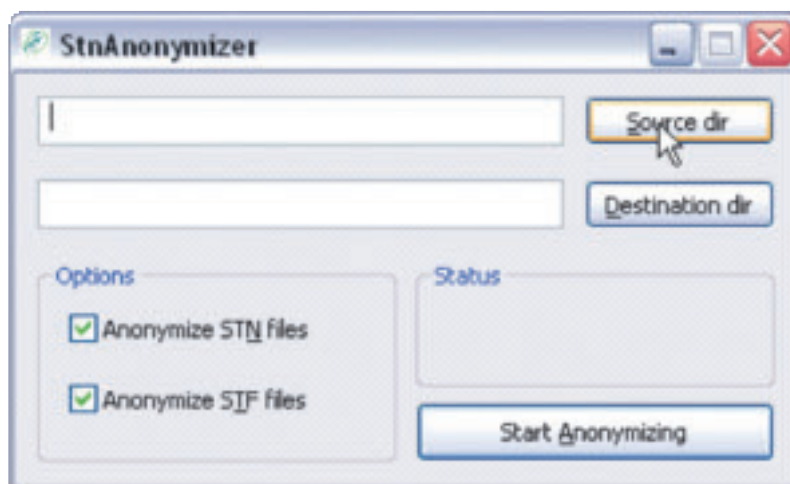 StnAnonymizer
Source dir
Destination dir
Options
Status
Anonymize STN files
Anonymize STF files
Start Anonymizing